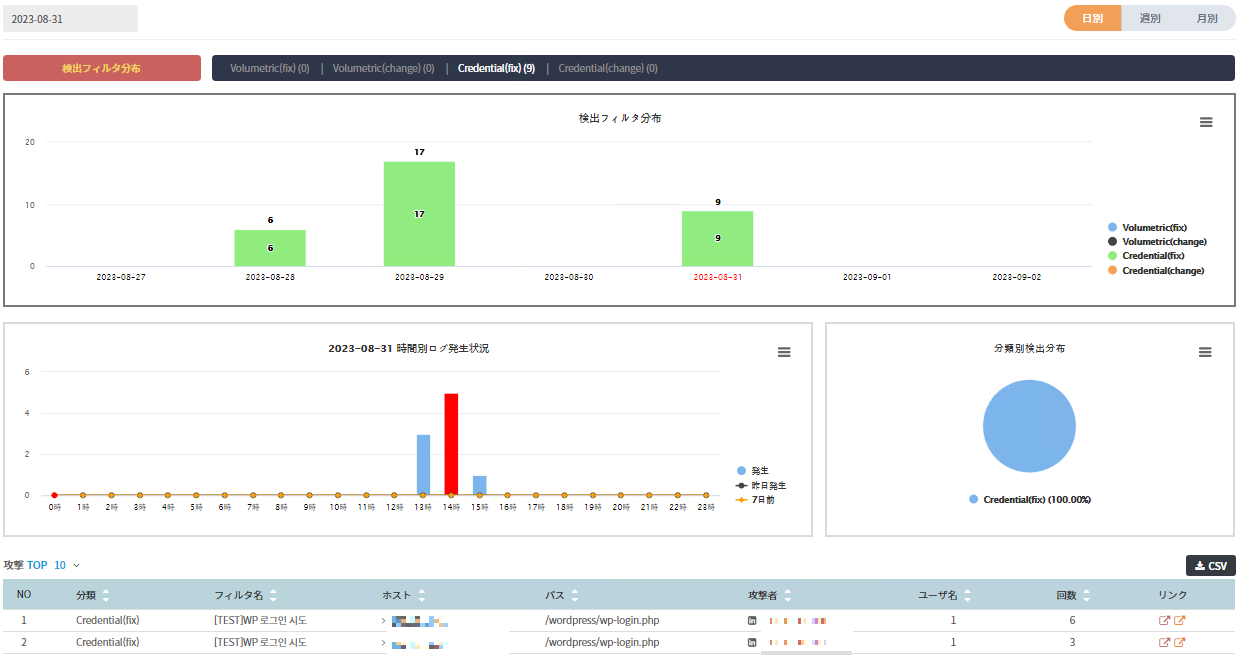 2023-08-31
日別 週別 月別
検出フィルタ分布 Volumetric(fix) (0) | Volumetric(change) (0) | Credential(fix) (9) | Credential(change) (0)
検出フィルタ分布
20
10
0
17
17
6
6
9
9
2023-08-27 2023-08-28 2023-08-29 2023-08-30 2023-08-31 2023-09-01 2023-09-02
Volumetric(fix)
Volumetric(change)
Credential(fix)
Credential(change)
2023-08-31 時間別ログ発生状況
6
4
2
0
0時 1時 2時 3時 4時 5時 6時 7時 8時 9時 10時 11時 12時 13時 14時 15時 16時 17時 18時 19時 20時 21時 22時 23時
発生
昨日発生
7日前
分類別検出分布
Credential(fix) (100.00%)
攻撃 TOP 10
CSV
NO 分類 フィルタ名 ホスト パス 攻撃者 ユーザ名 回数 リンク
1 Credential(fix) [TEST]WP 로그인 시도 /wordpress/wp-login.php 1 6
2 Credential(fix) [TEST]WP 로그인 시도 /wordpress/wp-login.php 1 3